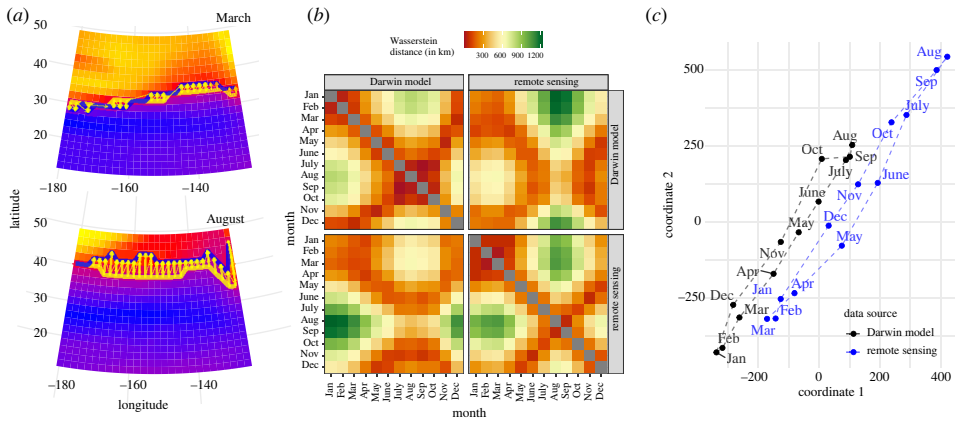 (a)
March
50
40
30
20
−180
−160
−140
latitude
August
50
40
30
20
−180
−160
−140
longitude
(b)
Wasserstein
distance (in km)
300 600 900 1200
Darwin model
remote sensing
Jan
Feb
Mar
Apr
May
June
July
Aug
Sep
Oct
Nov
Dec
Darwin model
month
Jan
Feb
Mar
Apr
May
June
July
Aug
Sep
Oct
Nov
Dec
remote sensing
Jan Feb Mar Apr May June July Aug Sep Oct Nov Dec
Jan Feb Mar Apr May June July Aug Sep Oct Nov Dec
month
(c)
500
250
0
−250
coordinate 2
Aug
Sep
July
Oct
Aug
Oct
Sep
July
June
June
Nov
May
Dec
Nov
May
Apr
Jan
Apr
Dec
Mar
Feb
Mar
Feb
Jan
data source
Darwin model
remote sensing
−200 0 200 400
coordinate 1